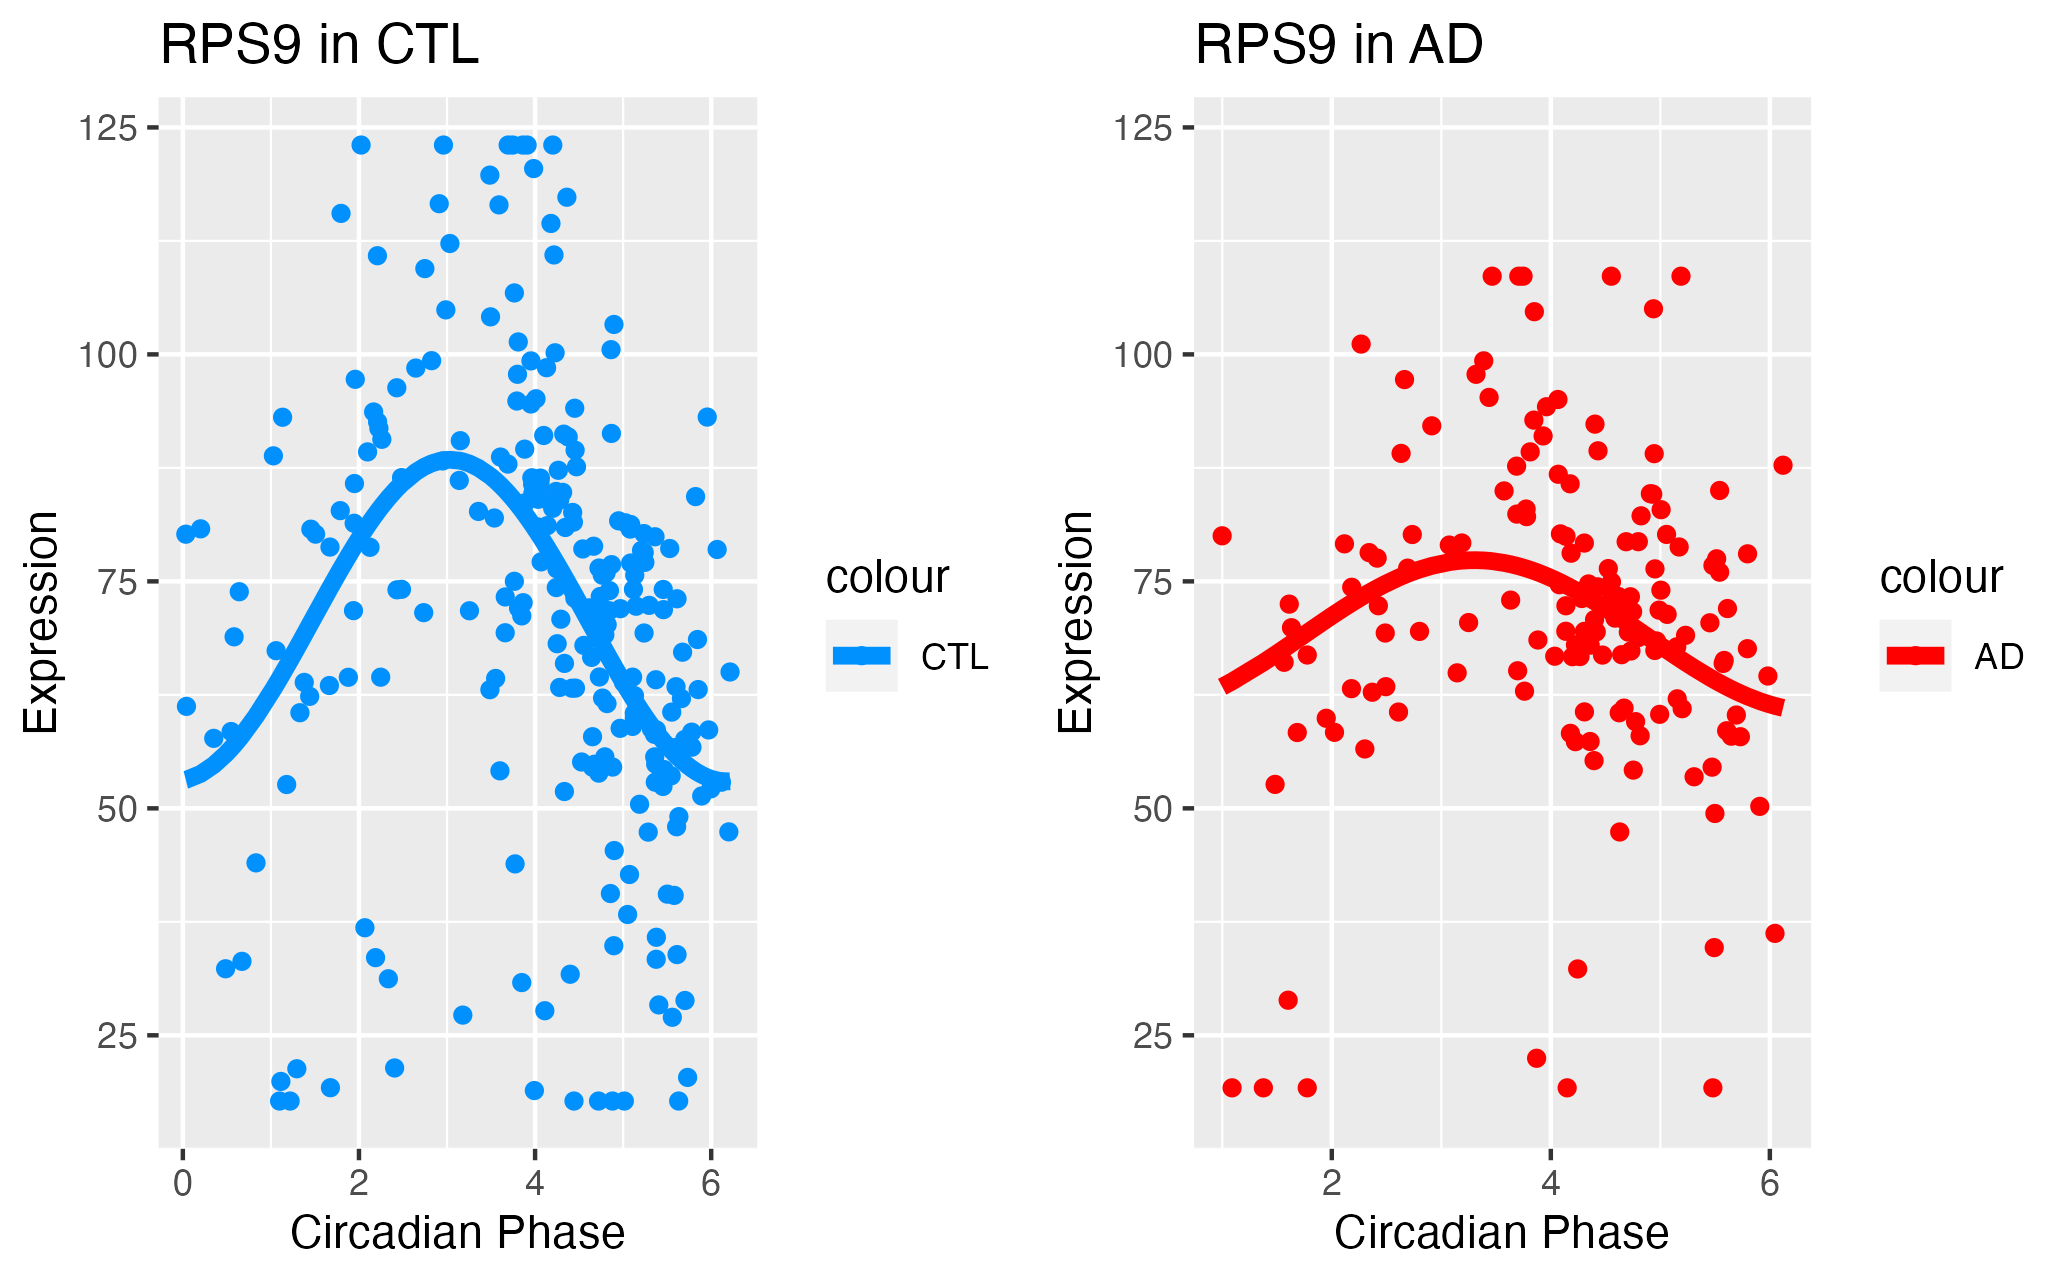 RPS9 in CTL
125
100
75
50
25
Expression
0 2 4 6
Circadian Phase
colour
CTL
RPS9 in AD
125
100
75
50
25
Expression
2 4 6
Circadian Phase
colour
AD